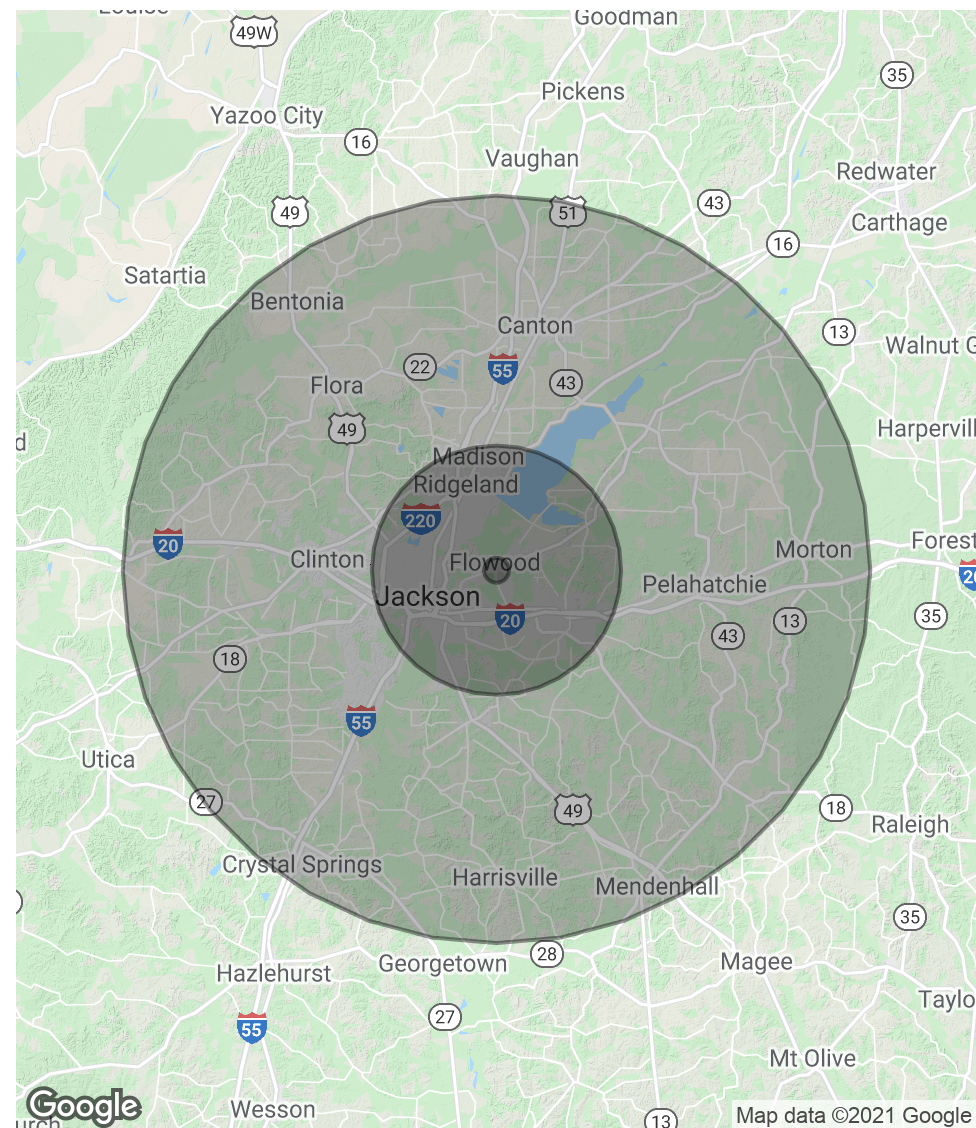 Goodman
49W
35
Pickens
Yazoo City
16
Vaughan
Redwater
43
49
51
Carthage
16
Satartia
Bentonia
Canton
13
Walnut G
22
55
43
Flora
49
Harpervill
d
Madison
Ridgeland
220
20
Clinton
Flowood
Morton
Forest
20
Pelahatchie
Jackson
20
13
35
43
18
55
Utica
27
49
18
Raleigh
Crystal Springs
Harrisville
Mendenhall
35
28
Georgetown
Magee
Hazlehurst
Taylo
27
55
Mt Olive
Google
Wesson
urch
13
Map data ©2021 Google